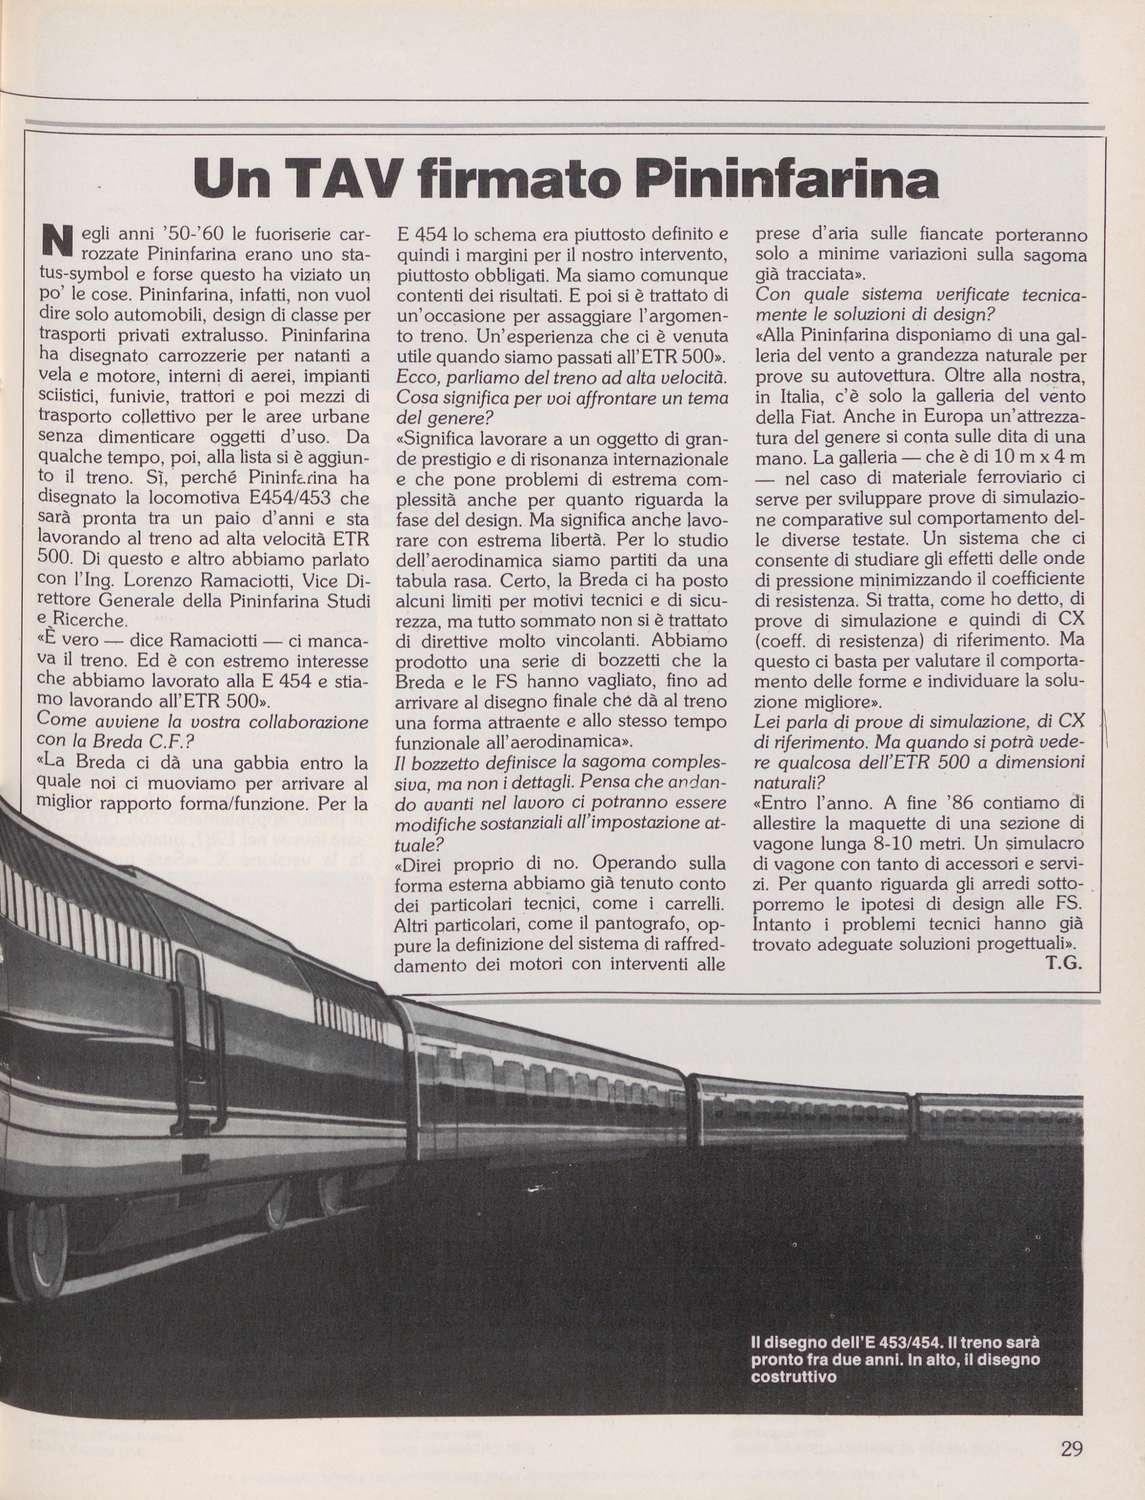 Un TAV firmato Pininfarina
Negli anni '50-'60 le fuoriserie car-
rozzate Pininfarina erano uno sta-
tus-symbol e forse questo ha viziato un
po' le cose. Pininfarina, infatti, non vuol
dire solo automobili, design di classe per
trasporti privati extralusso. Pininfarina
ha disegnato carrozzerie per natanti a
vela e motore, interni di aerei, impianti
sciistici, funivie, trattori e poi mezzi di
trasporto collettivo per le aree urbane
senza dimenticare oggetti d'uso. Da
qualche tempo, poi, alla lista si è aggiun-
to il treno. Sì, perché Pininfarina ha
disegnato la locomotiva E454/453 che
sarà pronta tra un paio d'anni e sta
lavorando al treno ad alta velocità ETR
500. Di questo e altro abbiamo parlato
con l'Ing. Lorenzo Ramaciotti, Vice Di-
rettore Generale della Pininfarina Studi
e Ricerche.
«È vero — dice Ramaciotti — ci manca-
va il treno. Ed è con estremo interesse
che abbiamo lavorato alla E 454 e stia-
mo lavorando all'ETR 500».
Come avviene la vostra collaborazione
con la Breda C.F.?
«La Breda ci dà una gabbia entro la
quale noi ci muoviamo per arrivare al
miglior rapporto forma/funzione. Per la
E 454 lo schema era piuttosto definito e
quindi i margini per il nostro intervento,
piuttosto obbligati. Ma siamo comunque
contenti dei risultati. E poi si è trattato di
un'occasione per assaggiare l'argomen-
to treno. Un'esperienza che ci è venuta
utile quando siamo passati all'ETR 500».
Ecco, parliamo del treno ad alta velocità.
Cosa significa per voi affrontare un tema
del genere?
«Significa lavorare a un oggetto di gran-
de prestigio e di risonanza internazionale
e che pone problemi di estrema com-
plessità anche per quanto riguarda la
fase del design. Ma significa anche lavo-
rare con estrema libertà. Per lo studio
dell'aerodinamica siamo partiti da una
tabula rasa. Certo, la Breda ci ha posto
alcuni limiti per motivi tecnici e di sicu-
rezza, ma tutto sommato non si è trattato
di direttive molto vincolanti. Abbiamo
prodotto una serie di bozzetti che la
Breda e le FS hanno vagliato, fino ad
arrivare al disegno finale che dà al treno
una forma attraente e allo stesso tempo
funzionale all'aerodinamica».
Il bozzetto definisce la sagoma comples-
siva, ma non i dettagli. Pensa che andan-
do avanti nel lavoro ci potranno essere
modifiche sostanziali all'impostazione at-
tuale?
«Direi proprio di no. Operando sulla
forma esterna abbiamo già tenuto conto
dei particolari tecnici, come i carrelli.
Altri particolari, come il pantografo, op-
pure la definizione del sistema di raffred-
damento dei motori con interventi alle
prese d'aria sulle fiancate porteranno
solo a minime variazioni sulla sagoma
già tracciata».
Con quale sistema verificate tecnica-
mente le soluzioni di design?
«Alla Pininfarina disponiamo di una gal-
leria del vento a grandezza naturale per
prove su autovettura. Oltre alla nostra,
in Italia, c'è solo la galleria del vento
della Fiat. Anche in Europa un'attrezza-
tura del genere si conta sulle dita di una
mano. La galleria — che è di 10 m x 4 m
— nel caso di materiale ferroviario ci
serve per sviluppare prove di simulazio-
ne comparative sul comportamento del-
le diverse testate. Un sistema che ci
consente di studiare gli effetti delle onde
di pressione minimizzando il coefficiente
di resistenza. Si tratta, come ho detto, di
prove di simulazione e quindi di CX
(coeff. di resistenza) di riferimento. Ma
questo ci basta per valutare il comporta-
mento delle forme e individuare la solu-
zione migliore».
Lei parla di prove di simulazione, di CX
di riferimento. Ma quando si potrà vede-
re qualcosa dell'ETR 500 a dimensioni
naturali?
«Entro l'anno. A fine '86 contiamo di
allestire la maquette di una sezione di
vagone lunga 8-10 metri. Un simulacro
di vagone con tanto di accessori e servi-
zi. Per quanto riguarda gli arredi sotto-
porremo le ipotesi di design alle FS.
Intanto i problemi tecnici hanno già
trovato adeguate soluzioni progettuali».
T.G.
Il disegno dell'E 453/454. Il treno sarà
pronto fra due anni. In alto, il disegno
costruttivo
29